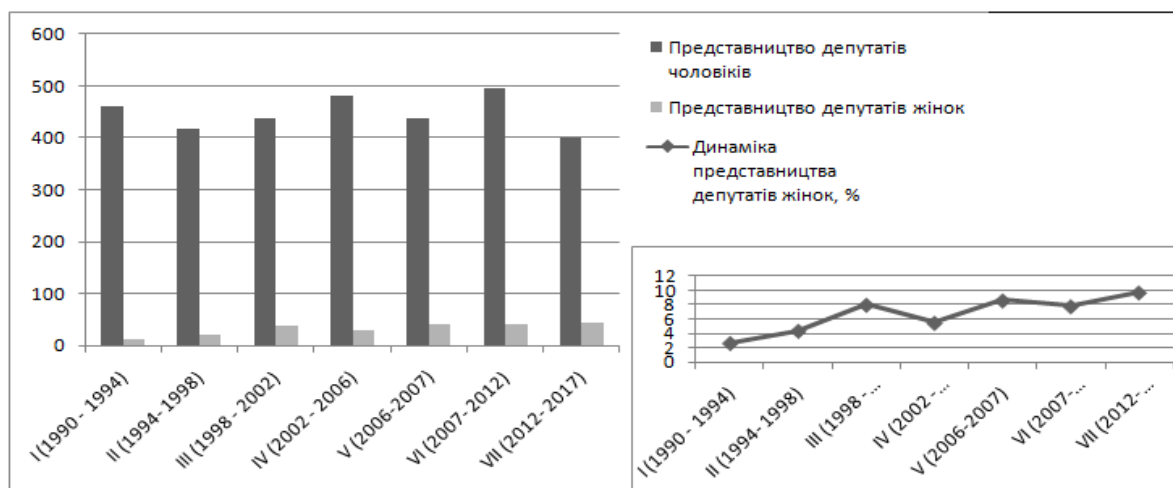 600
500
400
300
200
100
0
I (1990 - 1994)
II (1994-1998)
III (1998 - 2002)
IV (2002 - 2006)
V (2006-2007)
VI (2007-2012)
VII (2012-2017)
Представництво депутатів
чоловіків
Представництво депутатів жінок
Динаміка
представництва
депутатів жінок, %
12
10
8
6
4
2
0
I (1990 - 1994)
II (1994- 1998)
III (1998 -...
IV (2002 -...
V (2006-2007)
VI (2007-...
VII (2012-...